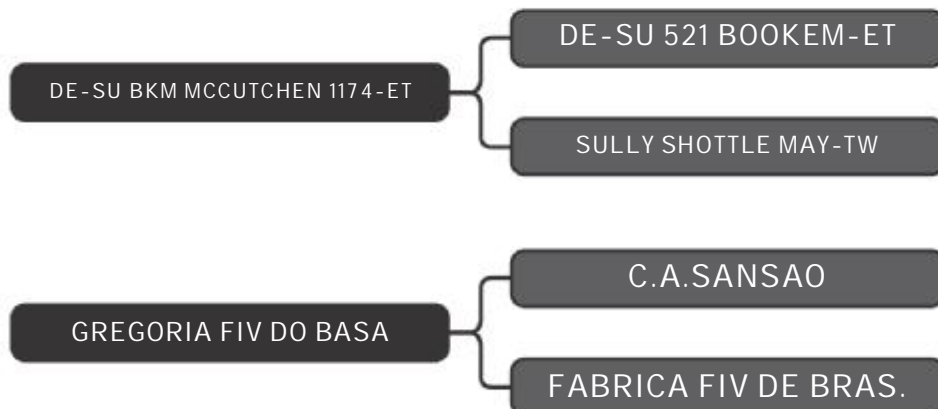 DE-SU 521 BOOKEM-ET
DE-SU BKM MCCUTCHEN 1174-ET
SULLY SHOTTLE MAY-TW
C.A.SANSAO
GREGORIA FIV DO BASA
FABRICA FIV DE BRAS.